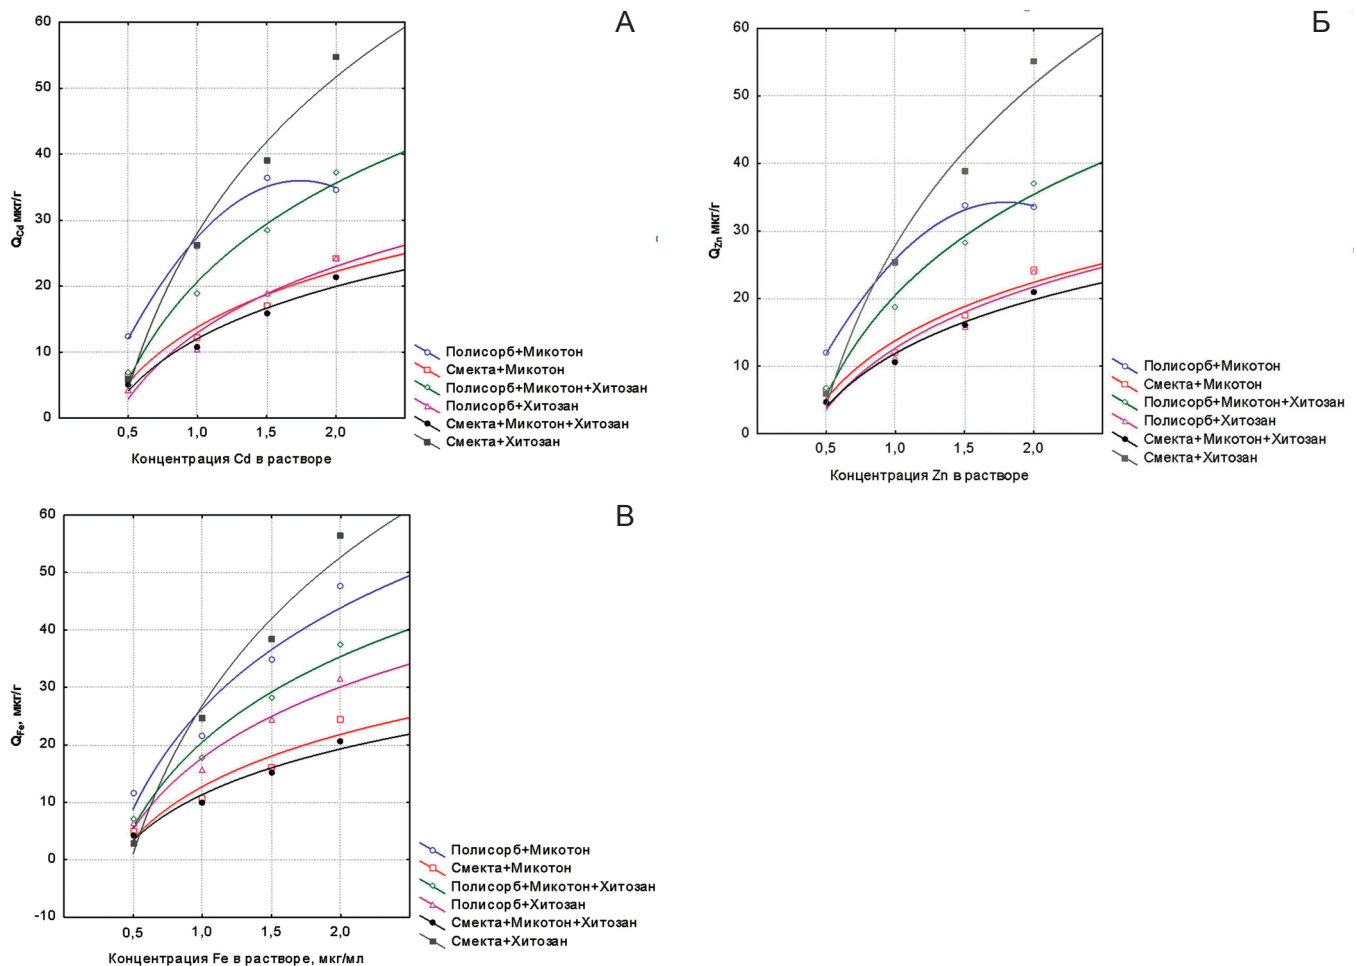 А
60
50
40
30
20
10
0
Q_Cd мкг/г
0,5 1,0 1,5 2,0
Концентрация Cd в растворе
Полисорб+Микотон
Смекта+Микотон
Полисорб+Микотон+Хитозан
Полисорб+Хитозан
Смекта+Микотон+Хитозан
Смекта+Хитозан
Б
60
50
40
30
20
10
0
Q_Zn мкг/г
0,5 1,0 1,5 2,0
Концентрация Zn в растворе
Полисорб+Микотон
Смекта+Микотон
Полисорб+Микотон+Хитозан
Полисорб+Хитозан
Смекта+Микотон+Хитозан
Смекта+Хитозан
В
60
50
40
30
20
10
0
-10
Q_Fe, мкг/г
0,5 1,0 1,5 2,0
Концентрация Fe в растворе, мкг/мл
Полисорб+Микотон
Смекта+Микотон
Полисорб+Микотон+Хитозан
Полисорб+Хитозан
Смекта+Микотон+Хитозан
Смекта+Хитозан